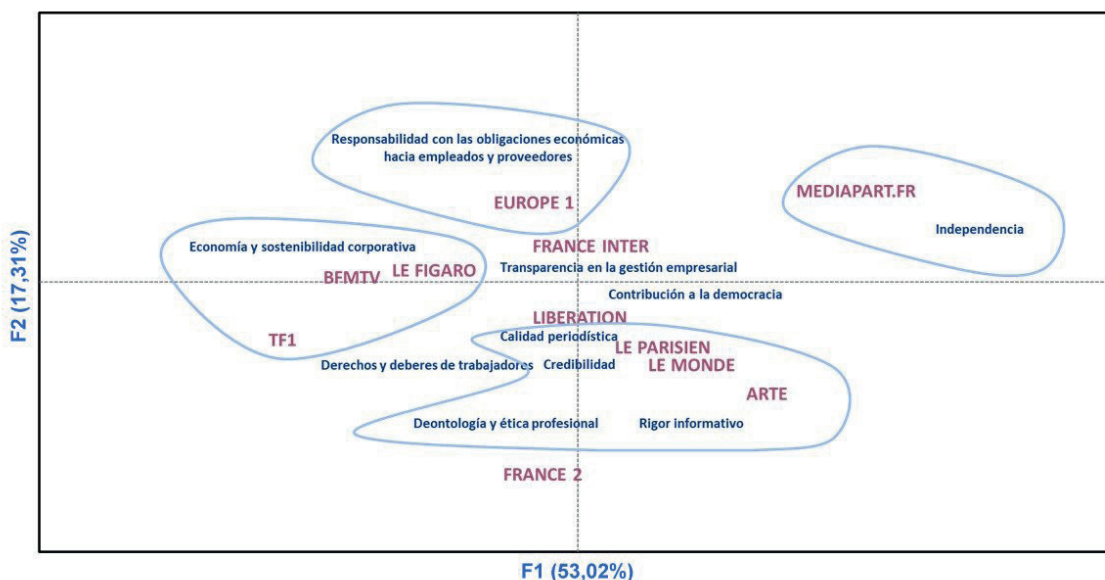 Responsabilidad con las obligaciones económicas
hacia empleados y proveedores
MEDIAPART.FR
EUROPE 1
Independencia
Economía y sostenibilidad corporativa
FRANCE INTER
Transparencia en la gestión empresarial
LE FIGARO
BFMTV
Contribución a la democracia
LIBERATION
Calidad periodística
TF1
LE PARISIEN
Derechos y deberes de trabajadores
Credibilidad
LE MONDE
ARTE
Deontología y ética profesional
Rigor informativo
FRANCE 2
F2 (17,31%)
F1 (53,02%)